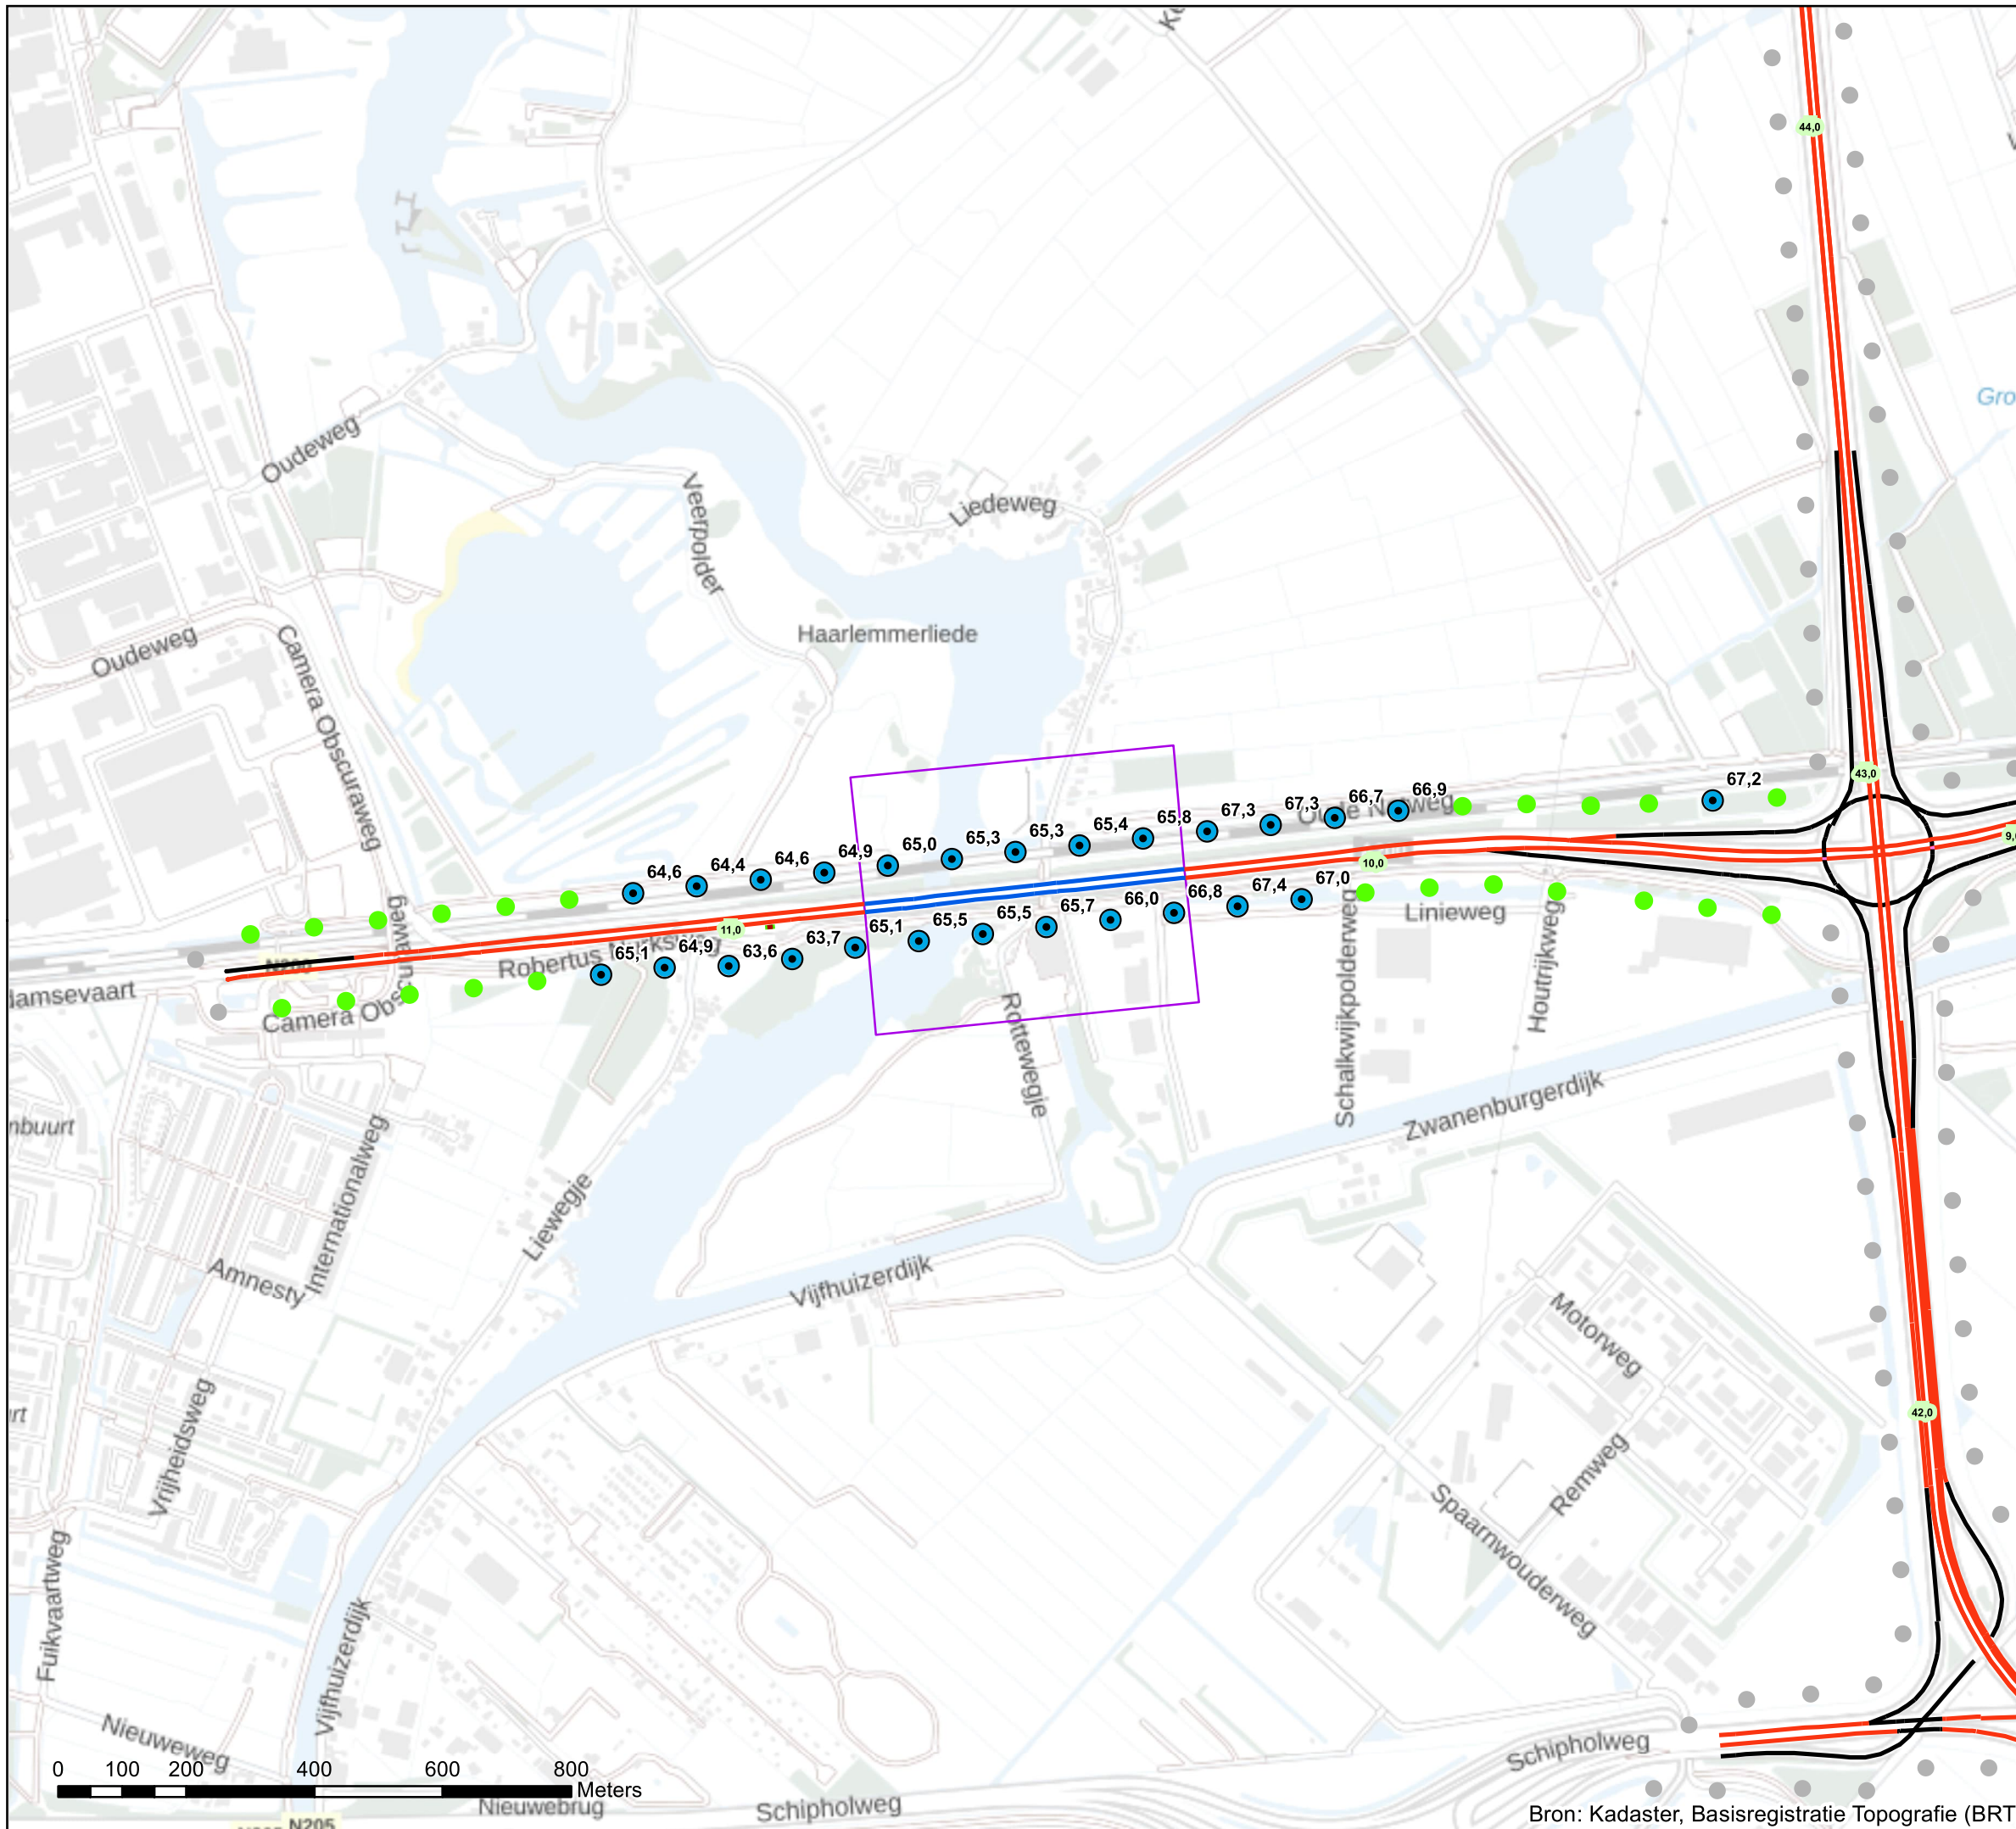 44,0
Oudeweg
Veerpolder
Liedeweg
Gro
Oudeweg
Camera Obscuraweg
Haarlemmerliede
43,0
67,2
66,9
66,7
67,3
67,3
65,8
65,4
65,3
65,3
65,0
64,9
64,6
64,4
64,6
10,0
67,0
67,4
66,8
66,0
65,7
65,5
65,5
65,1
63,7
63,6
64,9
65,1
11,0
Linieweg
Houtrijkweg
Schalkwijkpolderweg
Camera Obscuraweg
Rottewegje
Zwanenburgerdijk
nbuurt
Internationalweg
Amnesty
Liewegje
Vijfhuizerdijk
Motorweg
rt
Vrijheidsweg
42,0
Remweg
Spaarnwouderweg
Fuikvaartweg
Vijfhuizerdijk
Nieuweweg
Schipholweg
0 100 200 400 600 800
Meters
Nieuwebrug
Schipholweg
N205
Bron: Kadaster, Basisregistratie Topografie (BRT